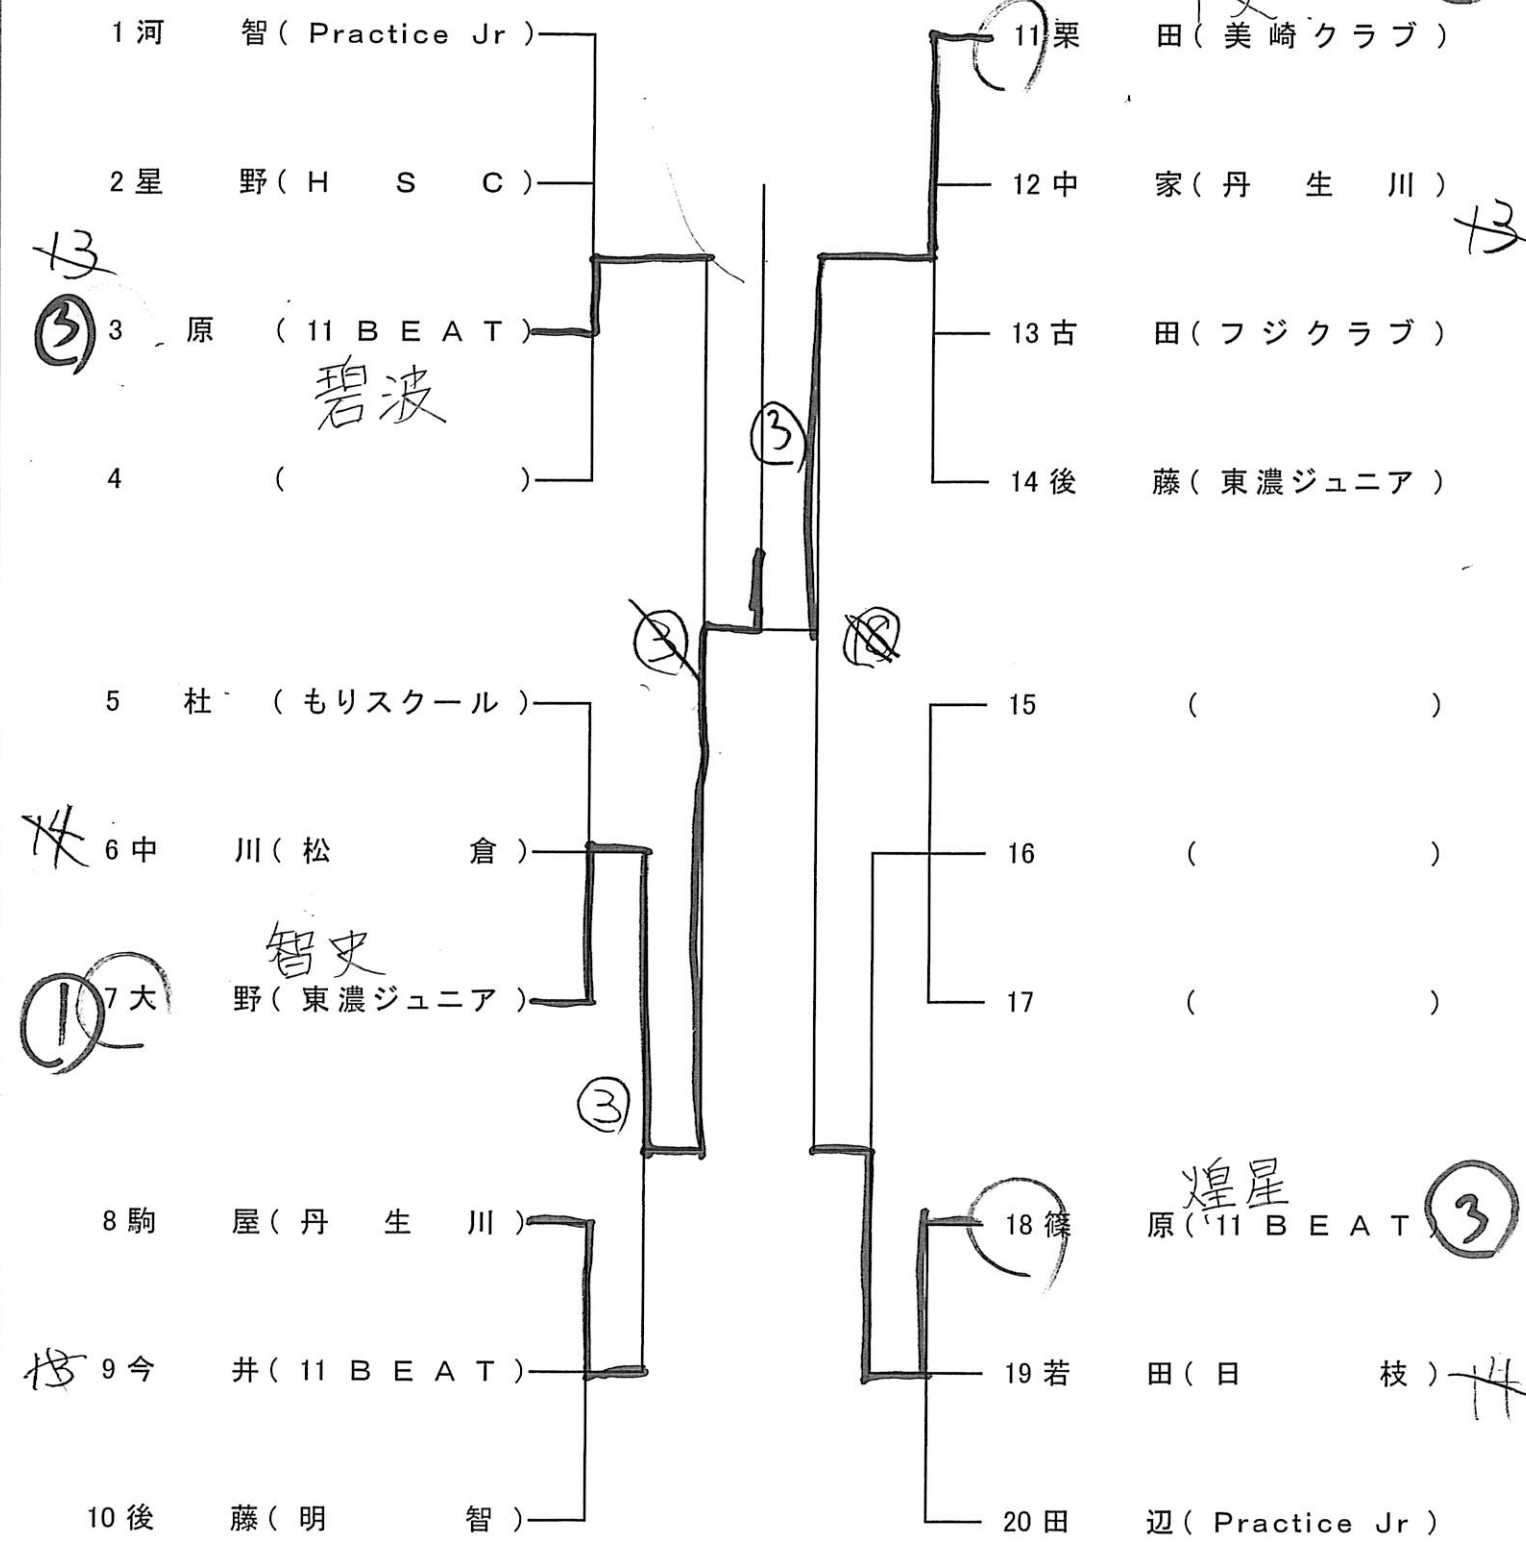 1 河 智 ( Practice Jr )
2 星 野 ( H S C )
13
③ 3 原 ( 11 B E A T )
碧波
4 ( )
5 杜 ( もりスクール )
14 6 中 川 ( 松 倉 )
智史
① 7 大 野 ( 東濃ジュニア )
8 駒 屋 ( 丹 生 川 )
13 9 今 井 ( 11 B E A T )
10 後 藤 ( 明 智 )
③
③
③
11 栗 田 ( 美崎クラブ )
12 中 家 ( 丹 生 川 )
13
13 古 田 ( フジクラブ )
14 後 藤 ( 東濃ジュニア )
15 ( )
16 ( )
17 ( )
煌星
18 篠 原 ( 11 B E A T ) ③
19 若 田 ( 日 枝 ) 14
20 田 辺 ( Practice Jr )